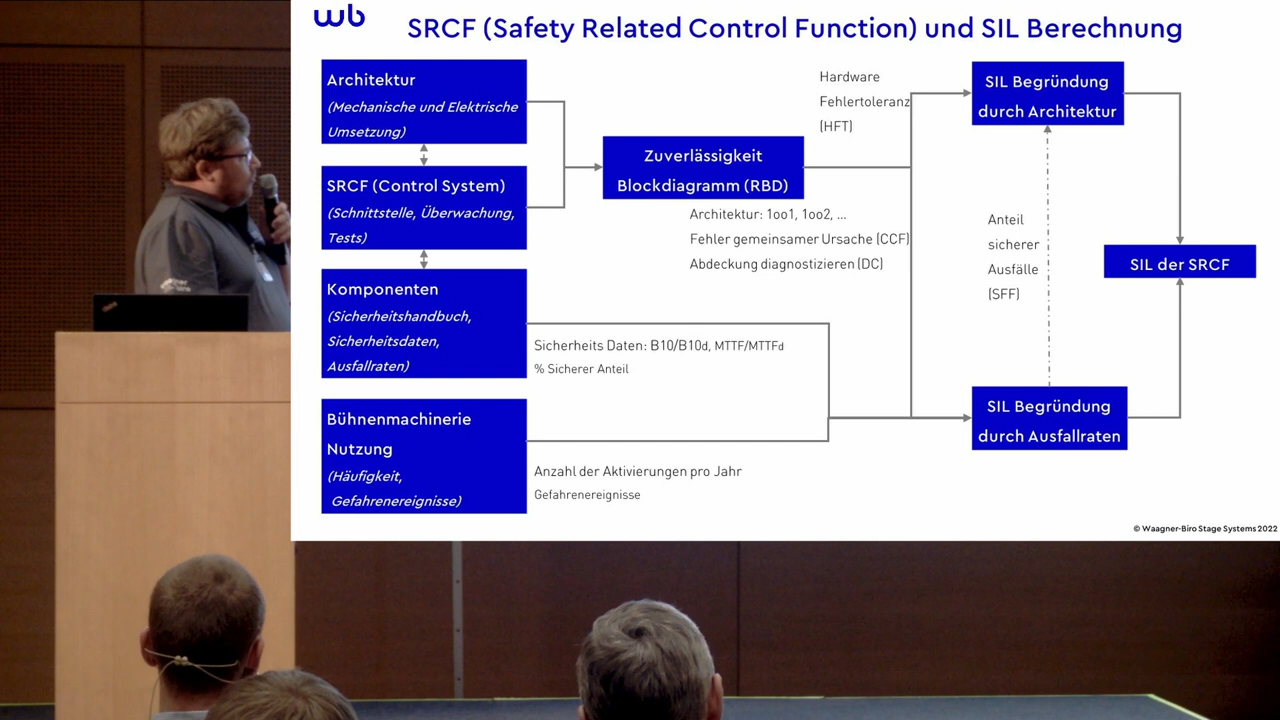 wb
SRCF (Safety Related Control Function) und SIL Berechnung
Architektur
(Mechanische und Elektrische
Umsetzung)
SRCF (Control System)
(Schnittstelle, Überwachung,
Tests)
Komponenten
(Sicherheitshandbuch,
Sicherheitsdaten,
Ausfallraten)
Bühnenmachinerie
Nutzung
(Häufigkeit,
Gefahrenereignisse)
Zuverlässigkeit
Blockdiagramm (RBD)
Architektur: 1oo1, 1oo2, ...
Fehler gemeinsamer Ursache (CCF)
Abdeckung diagnostizieren (DC)
Sicherheits Daten: B10/B10d, MTTF/MTTFd
% Sicherer Anteil
Anzahl der Aktivierungen pro Jahr
Gefahrenereignisse
Hardware
Fehlertoleranz
(HFT)
SIL Begründung
durch Architektur
Anteil
sicherer
Ausfälle
(SFF)
SIL der SRCF
SIL Begründung
durch Ausfallraten
© Waagner-Biro Stage Systems 2022